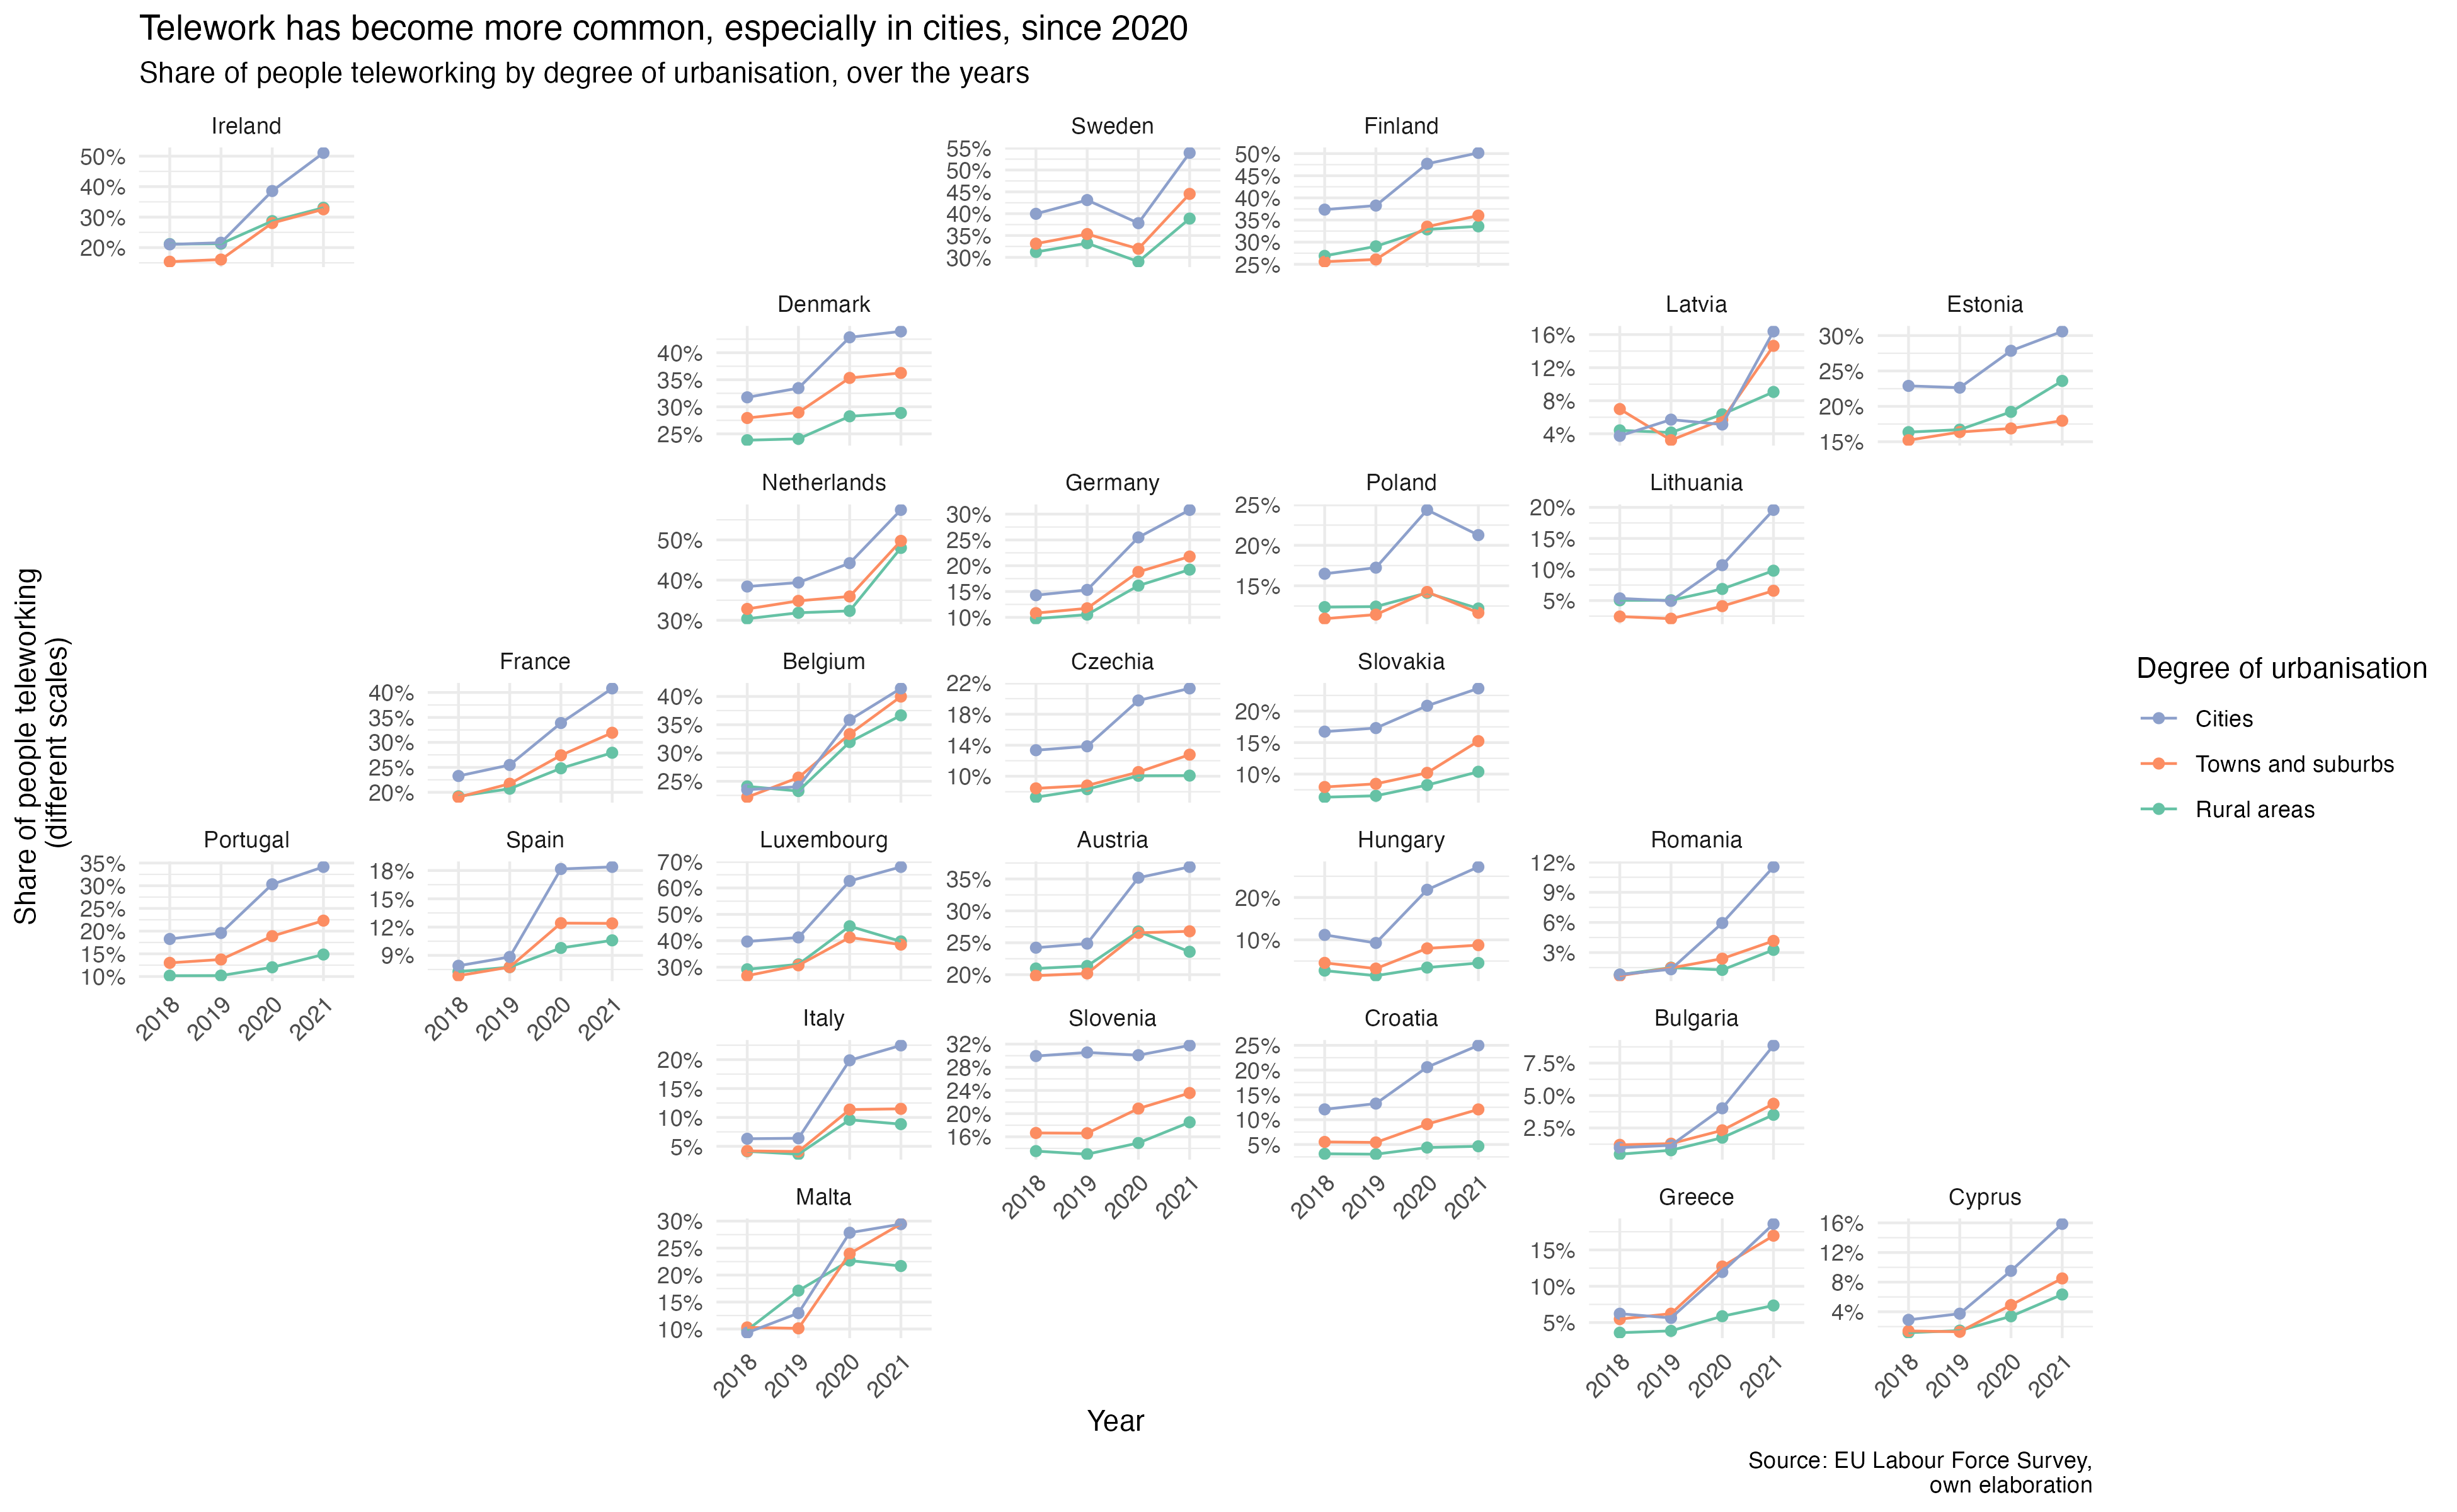 Telework has become more common, especially in cities, since 2020
Share of people teleworking by degree of urbanisation, over the years
Share of people teleworking
(different scales)
Ireland
50%
40%
30%
20%
Sweden
55%
50%
45%
40%
35%
30%
Finland
50%
45%
40%
35%
30%
25%
Denmark
40%
35%
30%
25%
Latvia
16%
12%
8%
4%
Estonia
30%
25%
20%
15%
Netherlands
50%
40%
30%
Germany
30%
25%
20%
15%
10%
Poland
25%
20%
15%
Lithuania
20%
15%
10%
5%
France
40%
35%
30%
25%
20%
Belgium
40%
35%
30%
25%
Czechia
22%
18%
14%
10%
Slovakia
20%
15%
10%
Portugal
35%
30%
25%
20%
15%
10%
2018 2019 2020 2021
Spain
18%
15%
12%
9%
2018 2019 2020 2021
Luxembourg
70%
60%
50%
40%
30%
Austria
35%
30%
25%
20%
Hungary
20%
10%
Romania
12%
9%
6%
3%
Italy
20%
15%
10%
5%
Slovenia
32%
28%
24%
20%
16%
2018 2019 2020 2021
Croatia
25%
20%
15%
10%
5%
2018 2019 2020 2021
Bulgaria
7.5%
5.0%
2.5%
Malta
30%
25%
20%
15%
10%
2018 2019 2020 2021
Greece
15%
10%
5%
2018 2019 2020 2021
Cyprus
16%
12%
8%
4%
2018 2019 2020 2021
Year
Degree of urbanisation
Cities
Towns and suburbs
Rural areas
Source: EU Labour Force Survey,
own elaboration